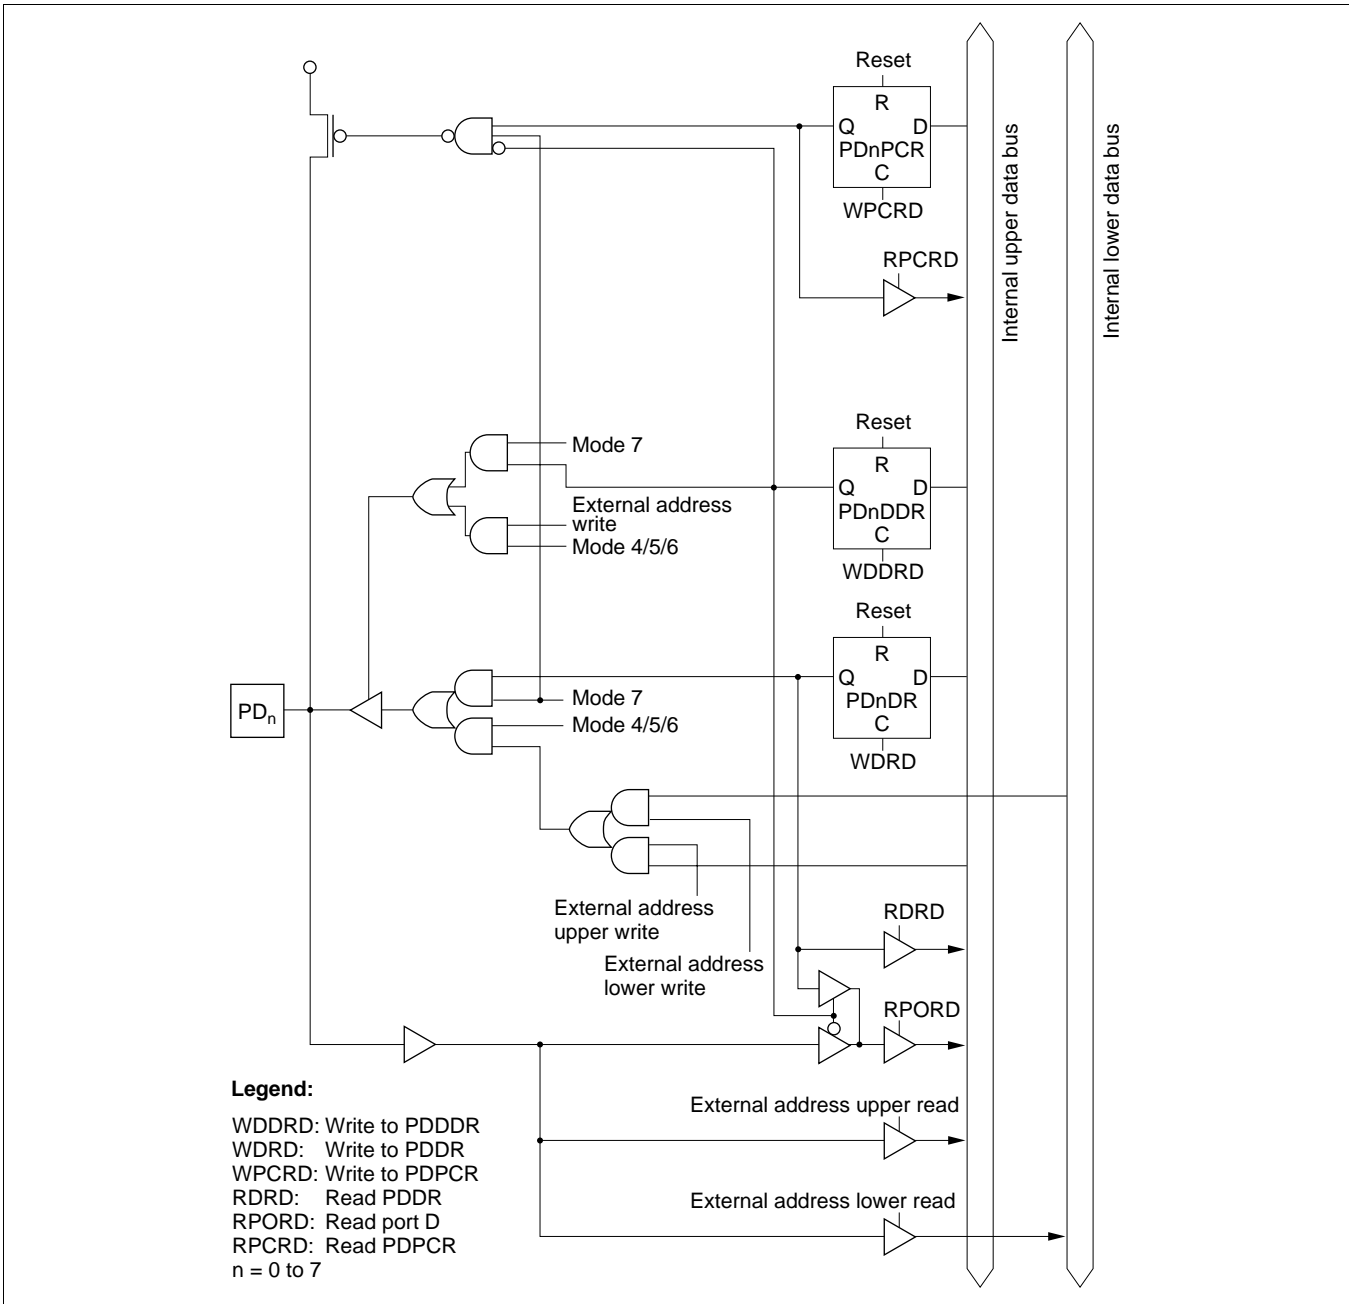 Reset
R
Q D
PDnPCR
C
WPCRD
RPCRD
Internal upper data bus
Internal lower data bus
Reset
R
Q D
PDnDDR
C
WDDRD
Mode 7
External address
write
Mode 4/5/6
Reset
R
Q D
PDnDR
C
WDRD
PDn
Mode 7
Mode 4/5/6
External address
upper write
External address
lower write
RDRD
RPORD
External address upper read
External address lower read
Legend:
WDDRD: Write to PDDDR
WDRD: Write to PDDR
WPCRD: Write to PDPCR
RDRD: Read PDDR
RPORD: Read port D
RPCRD: Read PDPCR
n = 0 to 7